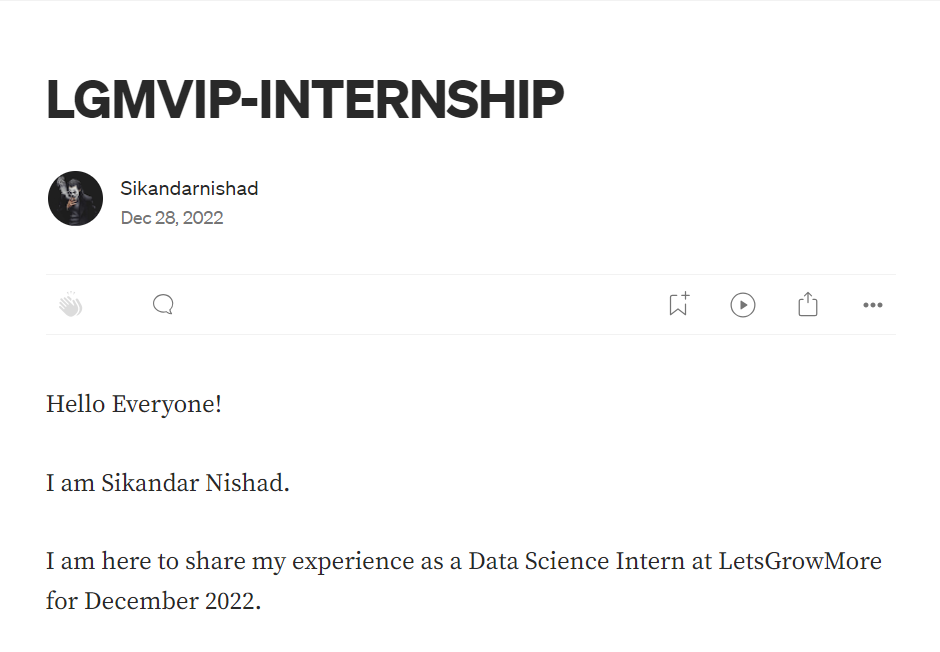 LGMVIP-INTERNSHIP
Sikandarnishad
Dec 28, 2022
Hello Everyone!
I am Sikandar Nishad.
I am here to share my experience as a Data Science Intern at LetsGrowMore
for December 2022.